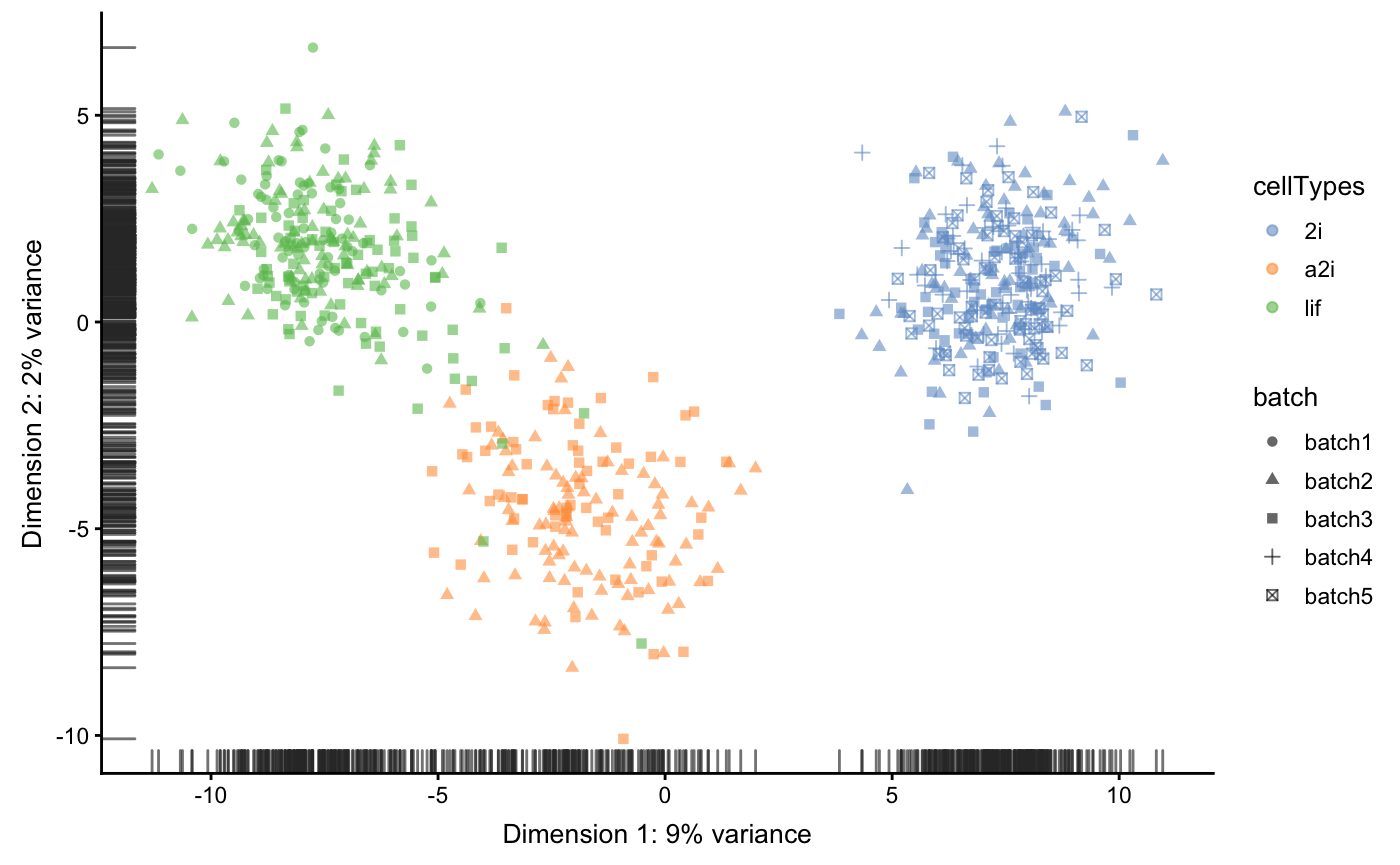 5
0
-5
-10
Dimension 2: 2% variance
-10
-5
0
5
10
Dimension 1: 9% variance
cellTypes
2i
a2i
lif
batch
batch1
batch2
batch3
batch4
batch5